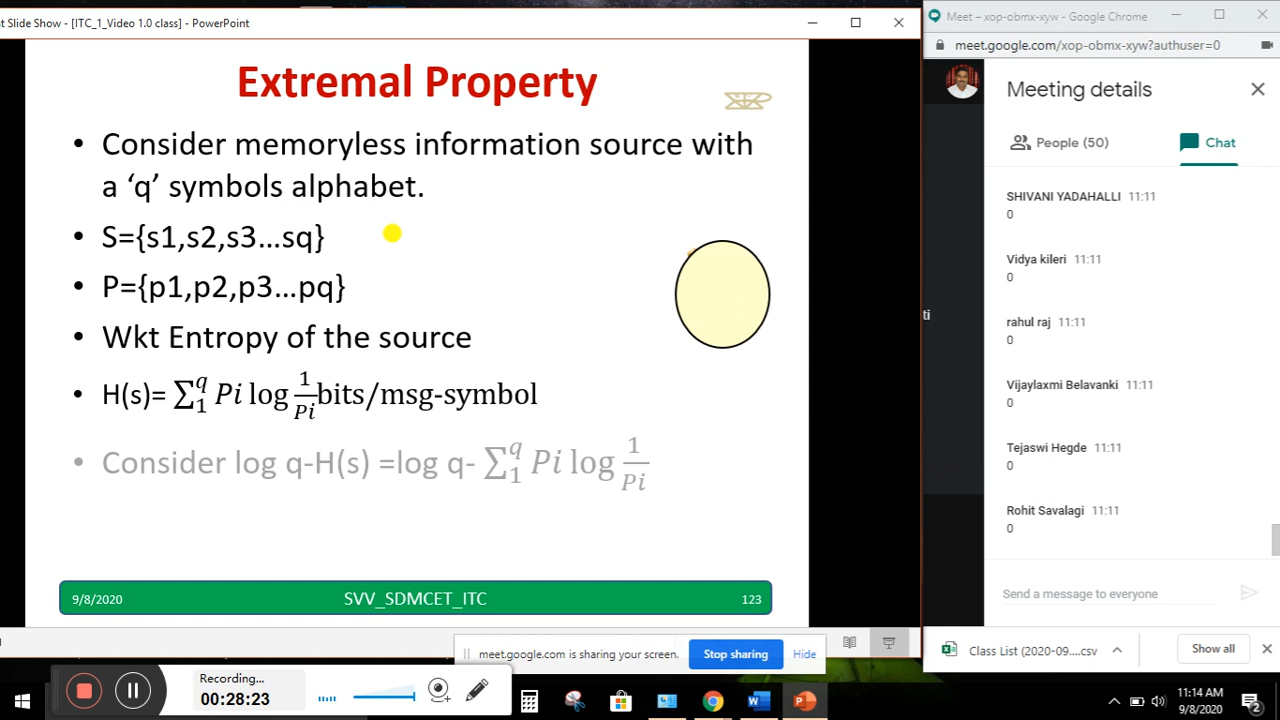 t Slide Show - [ITC_1_Video 1.0 class] - PowerPoint
Extremal Property
• Consider memoryless information source with
a ‘q’ symbols alphabet.
• S={s1,s2,s3...sq}
• P={p1,p2,p3...pq}
• Wkt Entropy of the source
• H(s)= ∑₁^q Pi log 1/Pi bits/msg-symbol
• Consider log q-H(s) =log q- ∑₁^q Pi log 1/Pi
9/8/2020 SVV_SDMCET_ITC 123
meet.google.com is sharing your screen. Stop sharing Hide
Recording...
00:28:23
Meet – xop-obmx-xyw - Google Chrome
meet.google.com/xop-obmx-xyw?authuser=0
Meeting details
People (50) Chat
SHIVANI YADAHALLI 11:11
0
Vidya kileri 11:11
0
rahul raj 11:11
0
ti
Vijaylaxmi Belavanki 11:11
0
Tejaswi Hegde 11:11
0
Rohit Savalagi 11:11
0
Send a message to everyone
Class List (2020-09....csv Show all
11:14 AM
9/8/2020
2